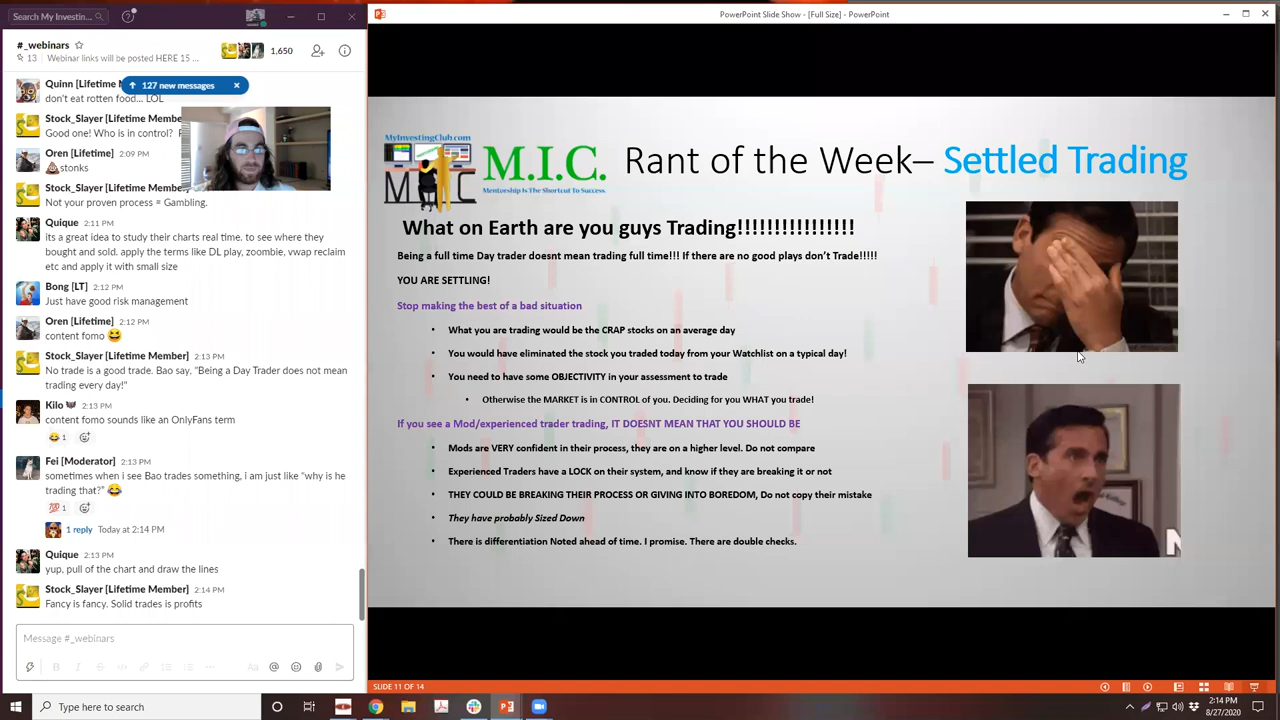 Search My Investing C
PowerPoint Slide Show - [Full Size] - PowerPoint
#_webinars
1,650
13 Webinar links will be posted HERE 15 ...
Quinn [Lifetime
127 new messages
don't eat rotten food... LOL
Stock_Slayer [Lifetime Membe
Good one! Who is in control?
Oren [Lifetime] 2:09 PM
stonks
Stock_Slayer [Lifetime Membe
Not your proven process = Gambling.
Quique 2:11 PM
its a great idea to study their charts real time. to see where they
bought and sold. apply the terms like DL play, zoombie, vwap reclaim
etc and apply it with small size
Bong [LT] 2:12 PM
Just have good risk management
Oren [Lifetime] 2:12 PM
content fomo
Stock_Slayer [Lifetime Member] 2:13 PM
No trade is a good trade. Bao say, "Being a Day Trader does not mean
trading every day!"
Kilo 2:13 PM
content fomo sounds like an OnlyFans term
Fei [Moderator] 2:13 PM
sometimes when i see Bao trades something, i am just like "why is he
trading that?"
1
1 reply Today at 2:14 PM
Quique 2:13 PM
yup, pull of the chart and draw the lines
Stock_Slayer [Lifetime Member] 2:14 PM
Fancy is fancy. Solid trades is profits
Message #_webinars
MyInvestingClub.com
MIC
M.I.C.
Mentorship Is The Shortcut To Success.
Rant of the Week– Settled Trading
What on Earth are you guys Trading!!!!!!!!!!!!!!!!
Being a full time Day trader doesnt mean trading full time!!! If there are no good plays don't Trade!!!!!
YOU ARE SETTLING!
Stop making the best of a bad situation
• What you are trading would be the CRAP stocks on an average day
• You would have eliminated the stock you traded today from your Watchlist on a typical day!
• You need to have some OBJECTIVITY in your assessment to trade
• Otherwise the MARKET is in CONTROL of you. Deciding for you WHAT you trade!
If you see a Mod/experienced trader trading, IT DOESNT MEAN THAT YOU SHOULD BE
• Mods are VERY confident in their process, they are on a higher level. Do not compare
• Experienced Traders have a LOCK on their system, and know if they are breaking it or not
• THEY COULD BE BREAKING THEIR PROCESS OR GIVING INTO BOREDOM, Do not copy their mistake
• They have probably Sized Down
• There is differentiation Noted ahead of time. I promise. There are double checks.
SLIDE 11 OF 14
Type here to search
2:14 PM
8/27/2020